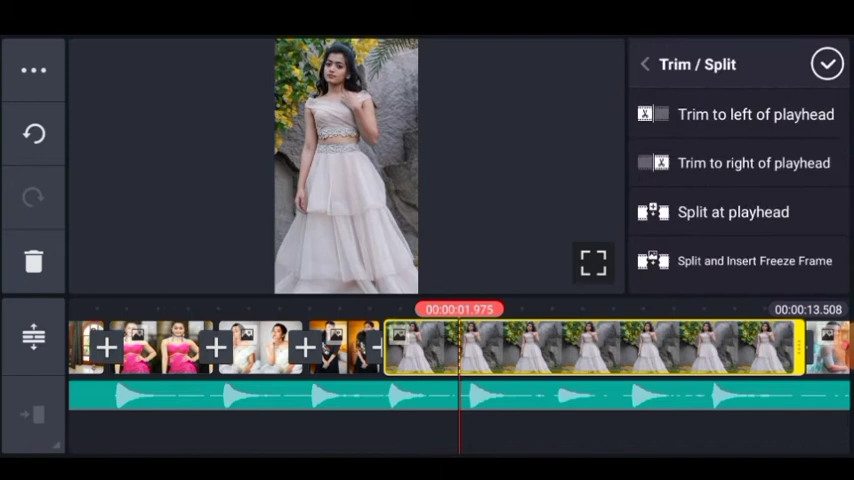 Trim / Split
Trim to left of playhead
Trim to right of playhead
Split at playhead
Split and Insert Freeze Frame
00:00:01.975
00:00:13.508